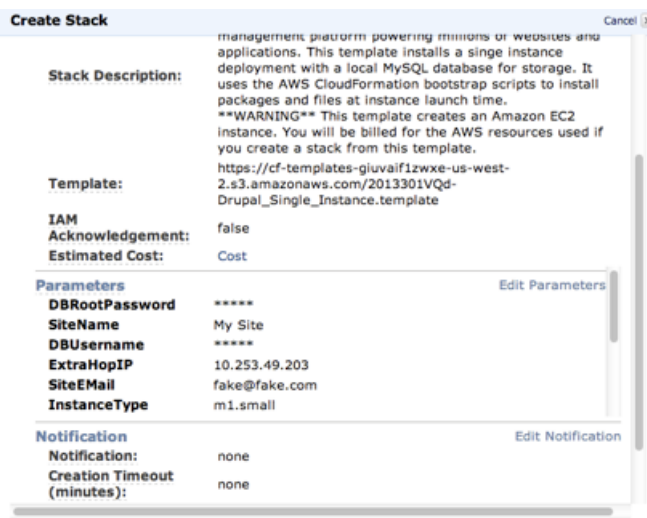 Create Stack
Cancel
management platform powering millions of websites and
applications. This template installs a singe instance
deployment with a local MySQL database for storage. It
Stack Description:
uses the AWS CloudFormation bootstrap scripts to install
packages and files at instance launch time.
**WARNING** This template creates an Amazon EC2
instance. You will be billed for the AWS resources used if
you create a stack from this template.
https://cf-templates-giuvaif1zwxe-us-west-
Template:
2.s3.amazonaws.com/2013301VQd-
Drupal_Single_Instance.template
IAM
Acknowledgement:
false
Estimated Cost:
Cost
Parameters
Edit Parameters
DBRootPassword *****
SiteName My Site
DBUsername *****
ExtraHopIP 10.253.49.203
SiteEMail fake@fake.com
InstanceType m1.small
Notification
Edit Notification
Notification: none
Creation Timeout
(minutes):
none